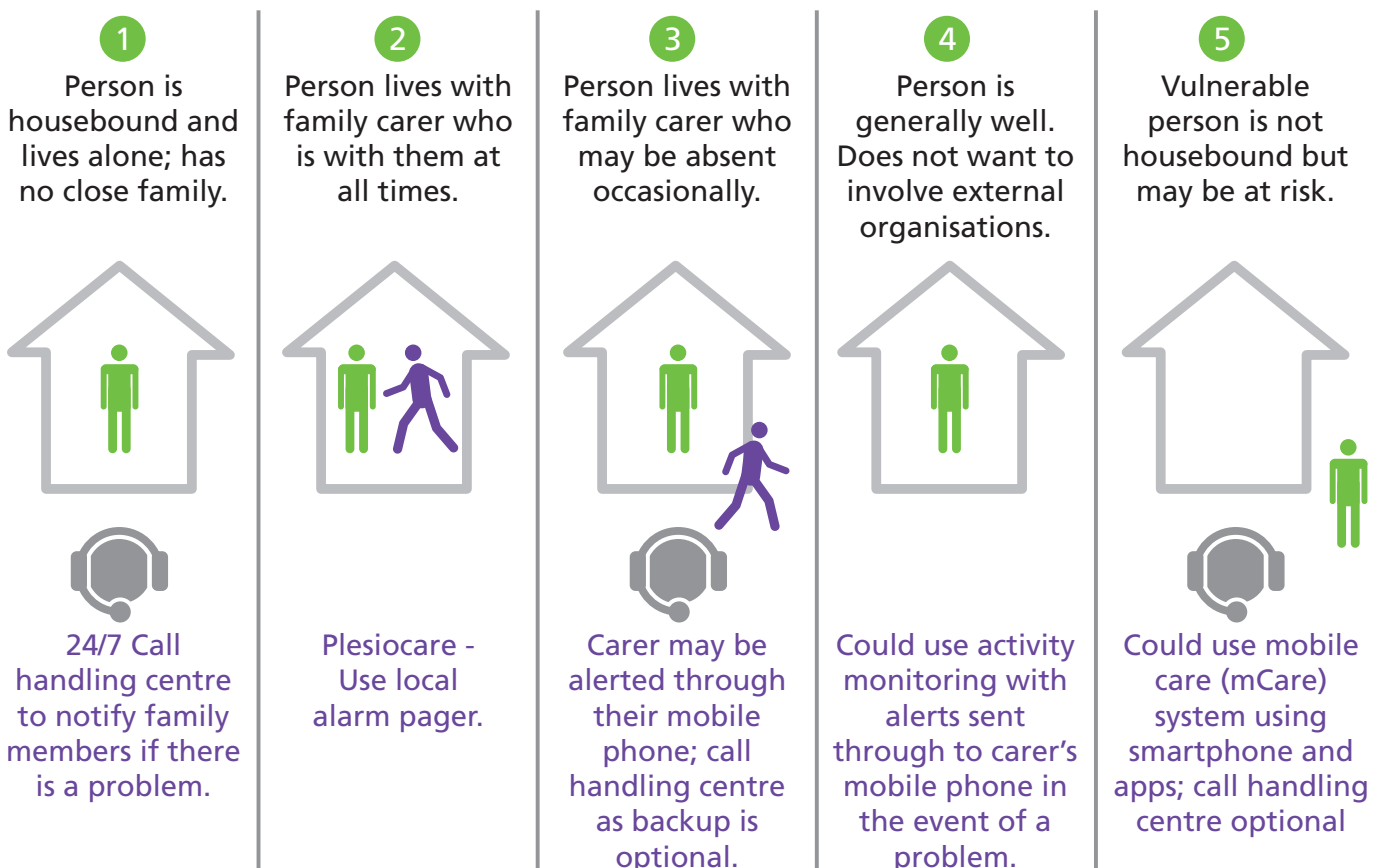 1
Person is
housebound and
lives alone; has
no close family.
24/7 Call
handling centre
to notify family
members if there
is a problem.
2
Person lives with
family carer who
is with them at
all times.
Plesiocare -
Use local
alarm pager.
3
Person lives with
family carer who
may be absent
occasionally.
Carer may be
alerted through
their mobile
phone; call
handling centre
as backup is
optional.
4
Person is
generally well.
Does not want to
involve external
organisations.
Could use activity
monitoring with
alerts sent
through to carer’s
mobile phone in
the event of a
problem.
5
Vulnerable
person is not
housebound but
may be at risk.
Could use mobile
care (mCare)
system using
smartphone and
apps; call handling
centre optional